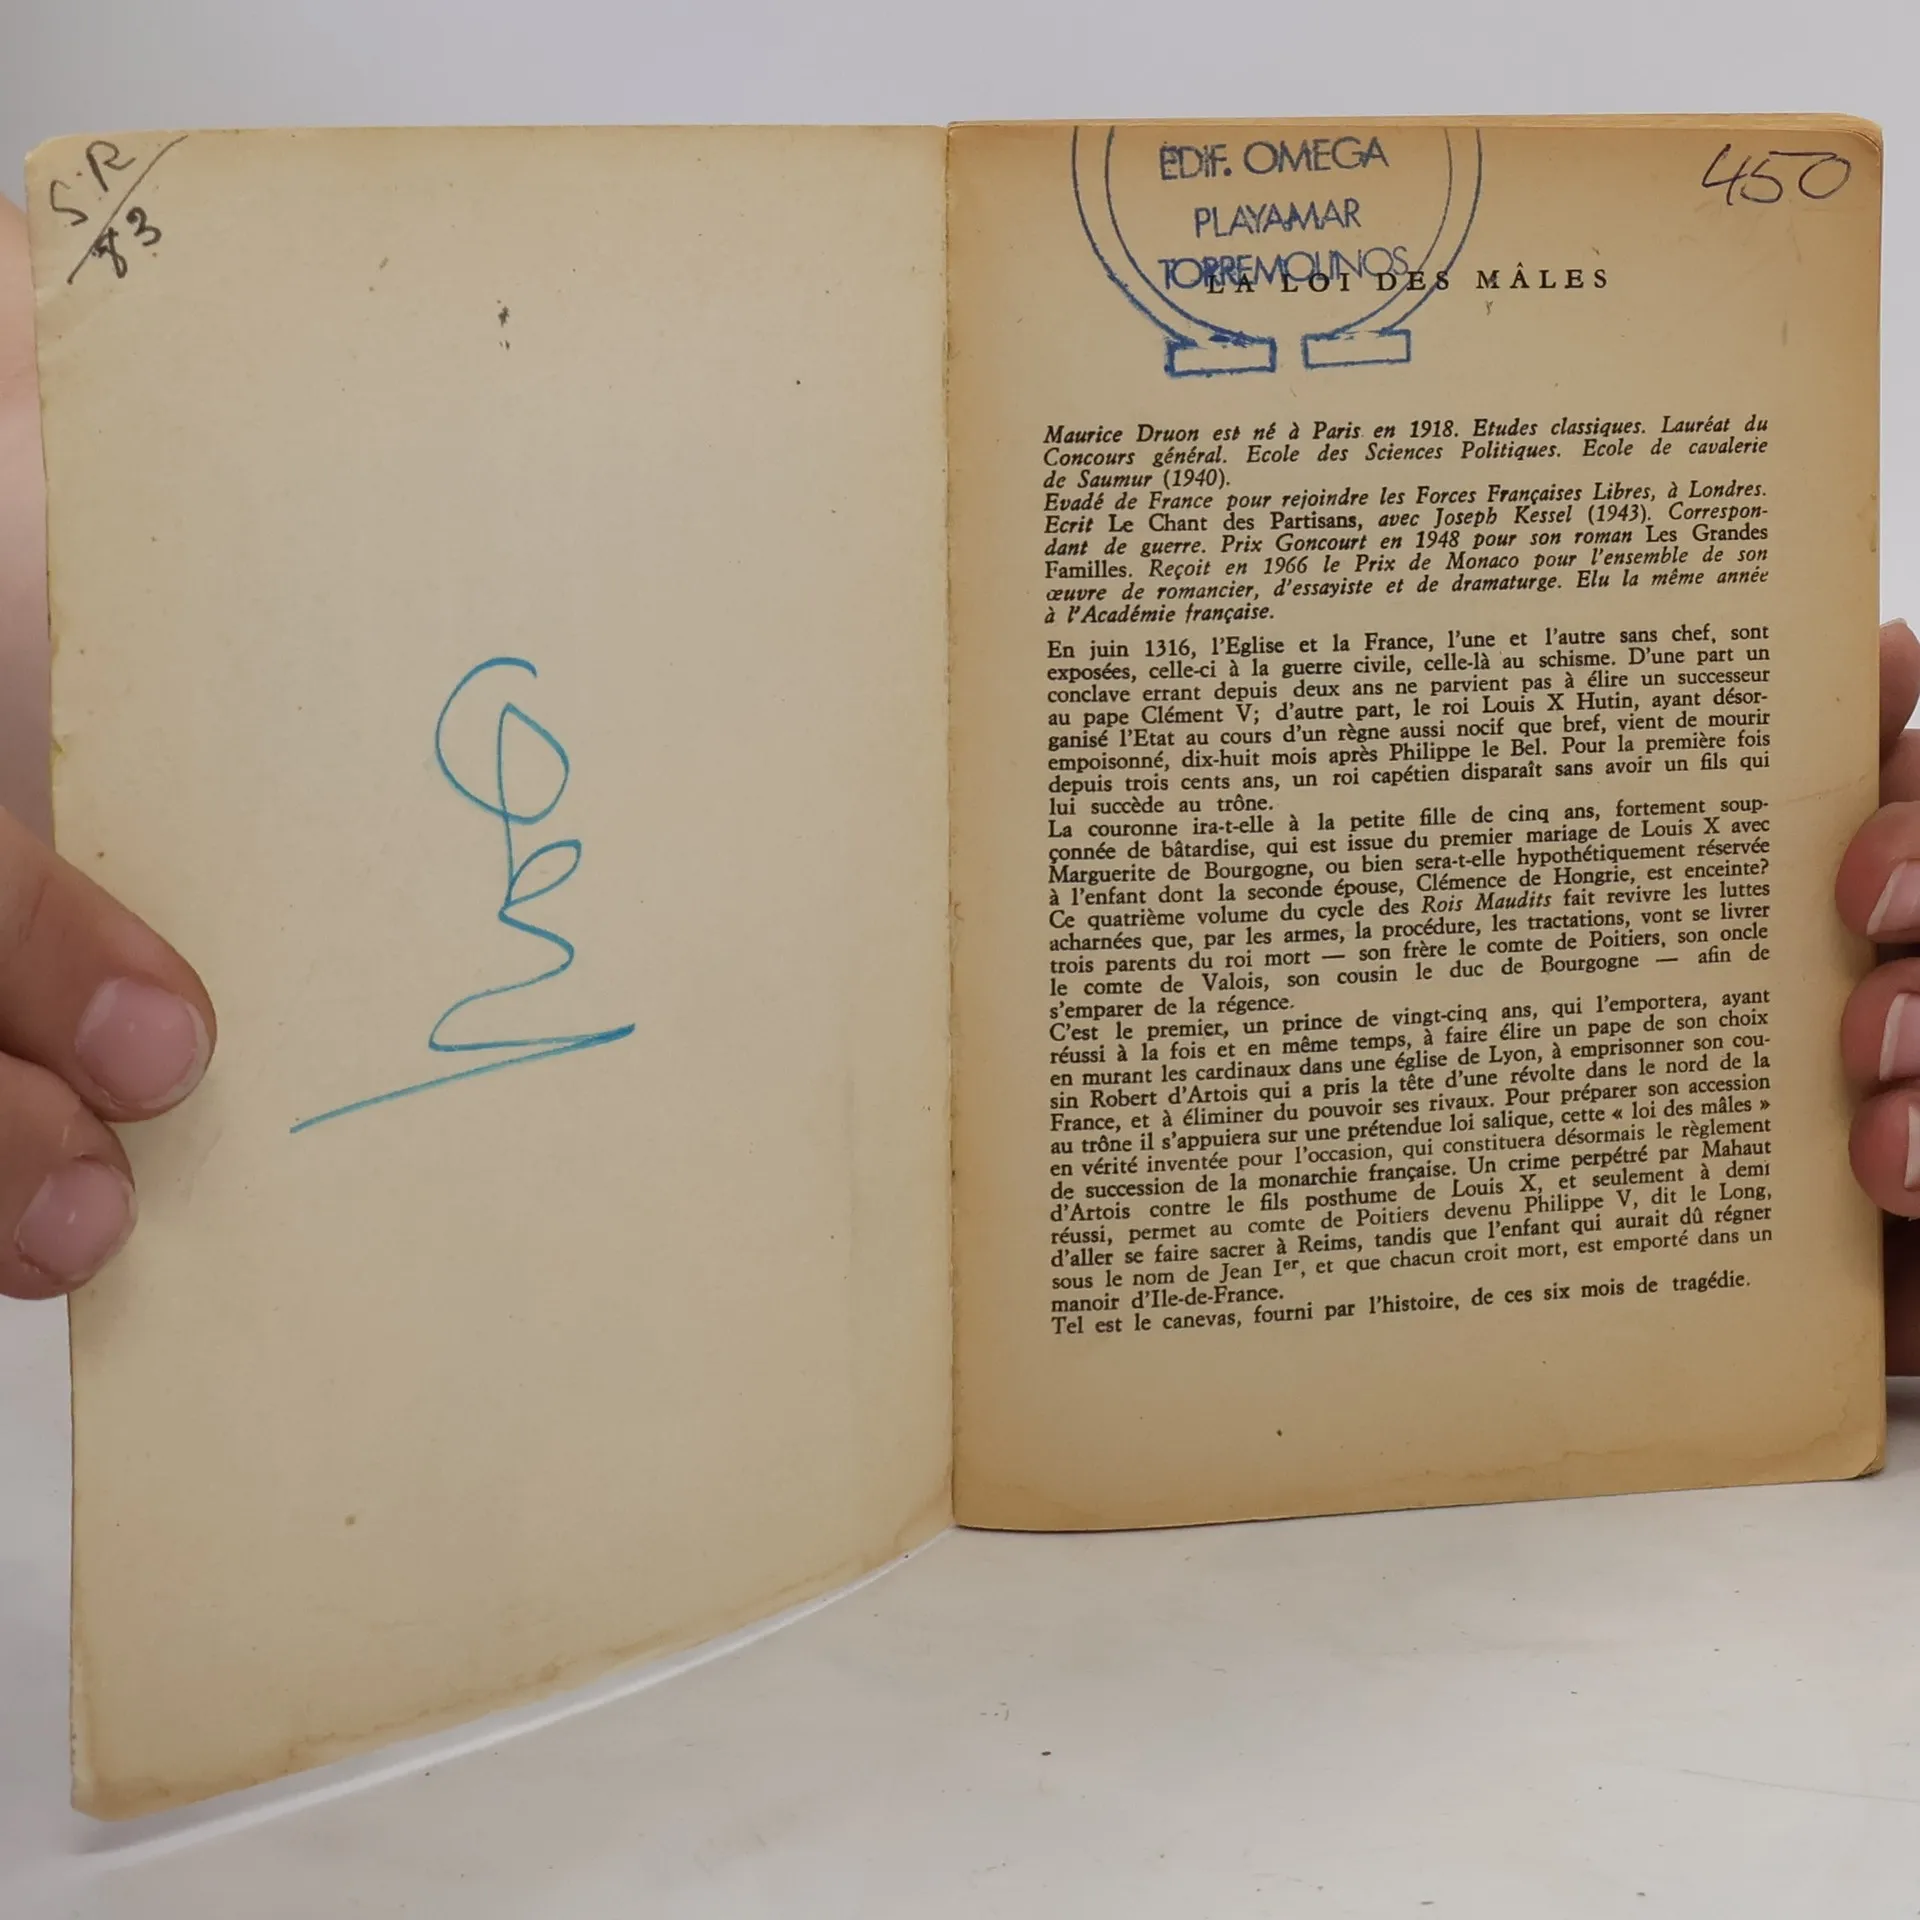 S.R
83
EDIF. OMEGA
PLAYAMAR
TORREMOLINOS
450
LA LOI DES MÂLES
Maurice Druon est né à Paris en 1918. Etudes classiques. Lauréat du
Concours général. Ecole des Sciences Politiques. Ecole de cavalerie
de Saumur (1940).
Evadé de France pour rejoindre les Forces Françaises Libres, à Londres.
Ecrit Le Chant des Partisans, avec Joseph Kessel (1943). Correspon-
dant de guerre. Prix Goncourt en 1948 pour son roman Les Grandes
Familles. Reçoit en 1966 le Prix de Monaco pour l'ensemble de son
œuvre de romancier, d'essayiste et de dramaturge. Elu la même année
à l'Académie française.
En juin 1316, l'Eglise et la France, l'une et l'autre sans chef, sont
exposées, celle-ci à la guerre civile, celle-là au schisme. D'une part un
conclave errant depuis deux ans ne parvient pas à élire un successeur
au pape Clément V; d'autre part, le roi Louis X Hutin, ayant désor-
ganisé l'Etat au cours d'un règne aussi nocif que bref, vient de mourir
empoisonné, dix-huit mois après Philippe le Bel. Pour la première fois
depuis trois cents ans, un roi capétien disparaît sans avoir un fils qui
lui succède au trône.
La couronne ira-t-elle à la petite fille de cinq ans, fortement soup-
çonnée de bâtardise, qui est issue du premier mariage de Louis X avec
Marguerite de Bourgogne, ou bien sera-t-elle hypothétiquement réservée
à l'enfant dont la seconde épouse, Clémence de Hongrie, est enceinte?
Ce quatrième volume du cycle des Rois Maudits fait revivre les luttes
acharnées que, par les armes, la procédure, les tractations, vont se livrer
trois parents du roi mort — son frère le comte de Poitiers, son oncle
le comte de Valois, son cousin le duc de Bourgogne — afin de
s'emparer de la régence.
C'est le premier, un prince de vingt-cinq ans, qui l'emportera, ayant
réussi à la fois et en même temps, à faire élire un pape de son choix
en murant les cardinaux dans une église de Lyon, à emprisonner son cou-
sin Robert d'Artois qui a pris la tête d'une révolte dans le nord de la
France, et à éliminer du pouvoir ses rivaux. Pour préparer son accession
au trône il s'appuiera sur une prétendue loi salique, cette « loi des mâles »
en vérité inventée pour l'occasion, qui constituera désormais le règlement
de succession de la monarchie française. Un crime perpétré par Mahaut
d'Artois contre le fils posthume de Louis X, et seulement à demi
réussi, permet au comte de Poitiers devenu Philippe V, dit le Long,
d'aller se faire sacrer à Reims, tandis que l'enfant qui aurait dû régner
sous le nom de Jean Ier, et que chacun croit mort, est emporté dans un
manoir d'Ile-de-France.
Tel est le canevas, fourni par l'histoire, de ces six mois de tragédie.